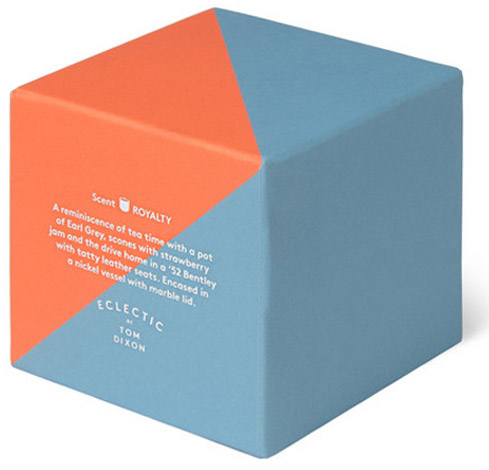 Scent ROYALTY
A reminiscence of tea time with a pot
of Earl Grey, scones with strawberry
jam and the drive home in a ‘52 Bentley
with tatty leather seats. Encased in
a nickel vessel with marble lid.
ECLECTIC
BY
TOM
DIXON